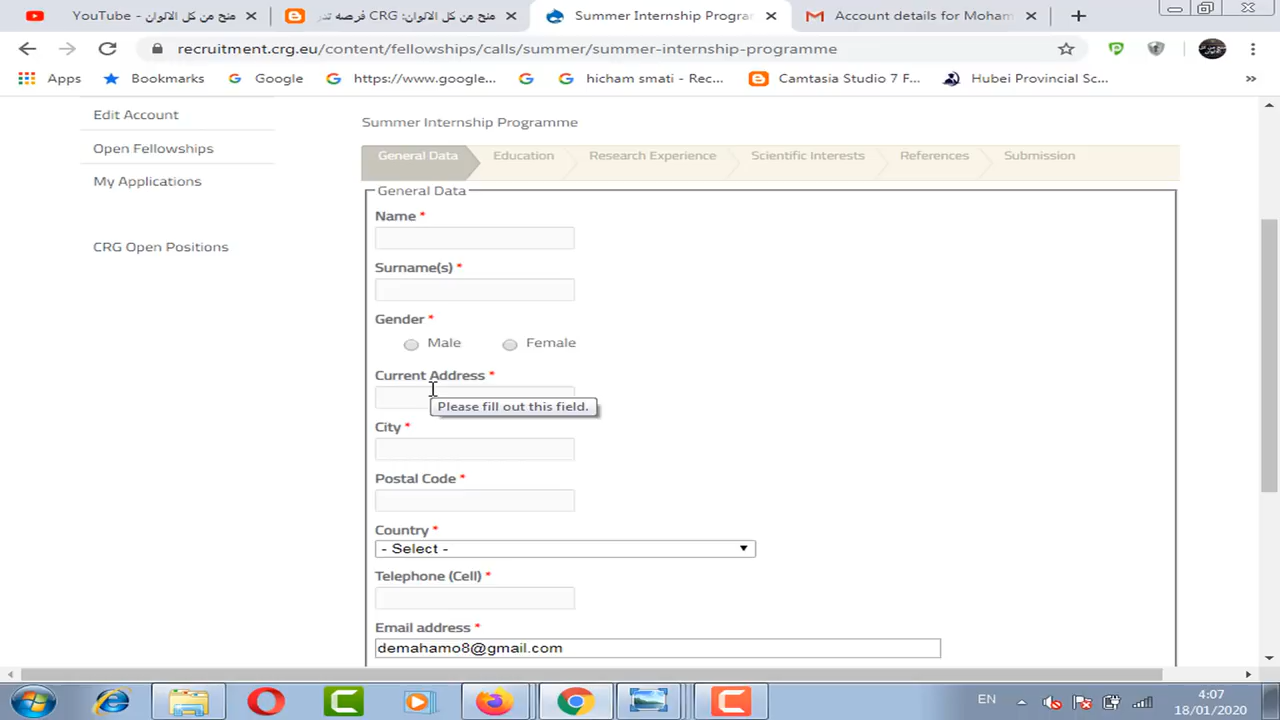 YouTube - منح من كل الالوان
منح من كل الالوان: CRG فرصه تدر
Summer Internship Progra
Account details for Moham
recruitment.crg.eu/content/fellowships/calls/summer/summer-internship-programme
Apps
Bookmarks
Google
https://www.google...
hicham smati - Rec...
Camtasia Studio 7 F...
Hubei Provincial Sc...
»
Edit Account
Open Fellowships
My Applications
CRG Open Positions
Summer Internship Programme
General Data
Education
Research Experience
Scientific Interests
References
Submission
General Data
Name *
Surname(s) *
Gender *
Male
Female
Current Address *
Please fill out this field.
City *
Postal Code *
Country *
- Select -
Telephone (Cell) *
Email address *
demahamo8@gmail.com
EN
4:07
18/01/2020